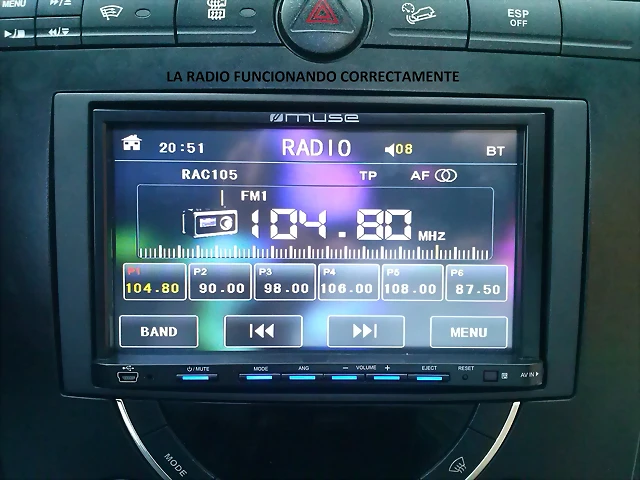 MENU
ESP
OFF
LA RADIO FUNCIONANDO CORRECTAMENTE
muse
20:51 RADIO 08 BT
RAC105 TP AF
FM1
104.80 MHZ
P1 P2 P3 P4 P5 P6
104.80 90.00 98.00 106.00 108.00 87.50
BAND MENU
/MUTE MODE ANG − VOLUME + EJECT RESET AV IN
MODE